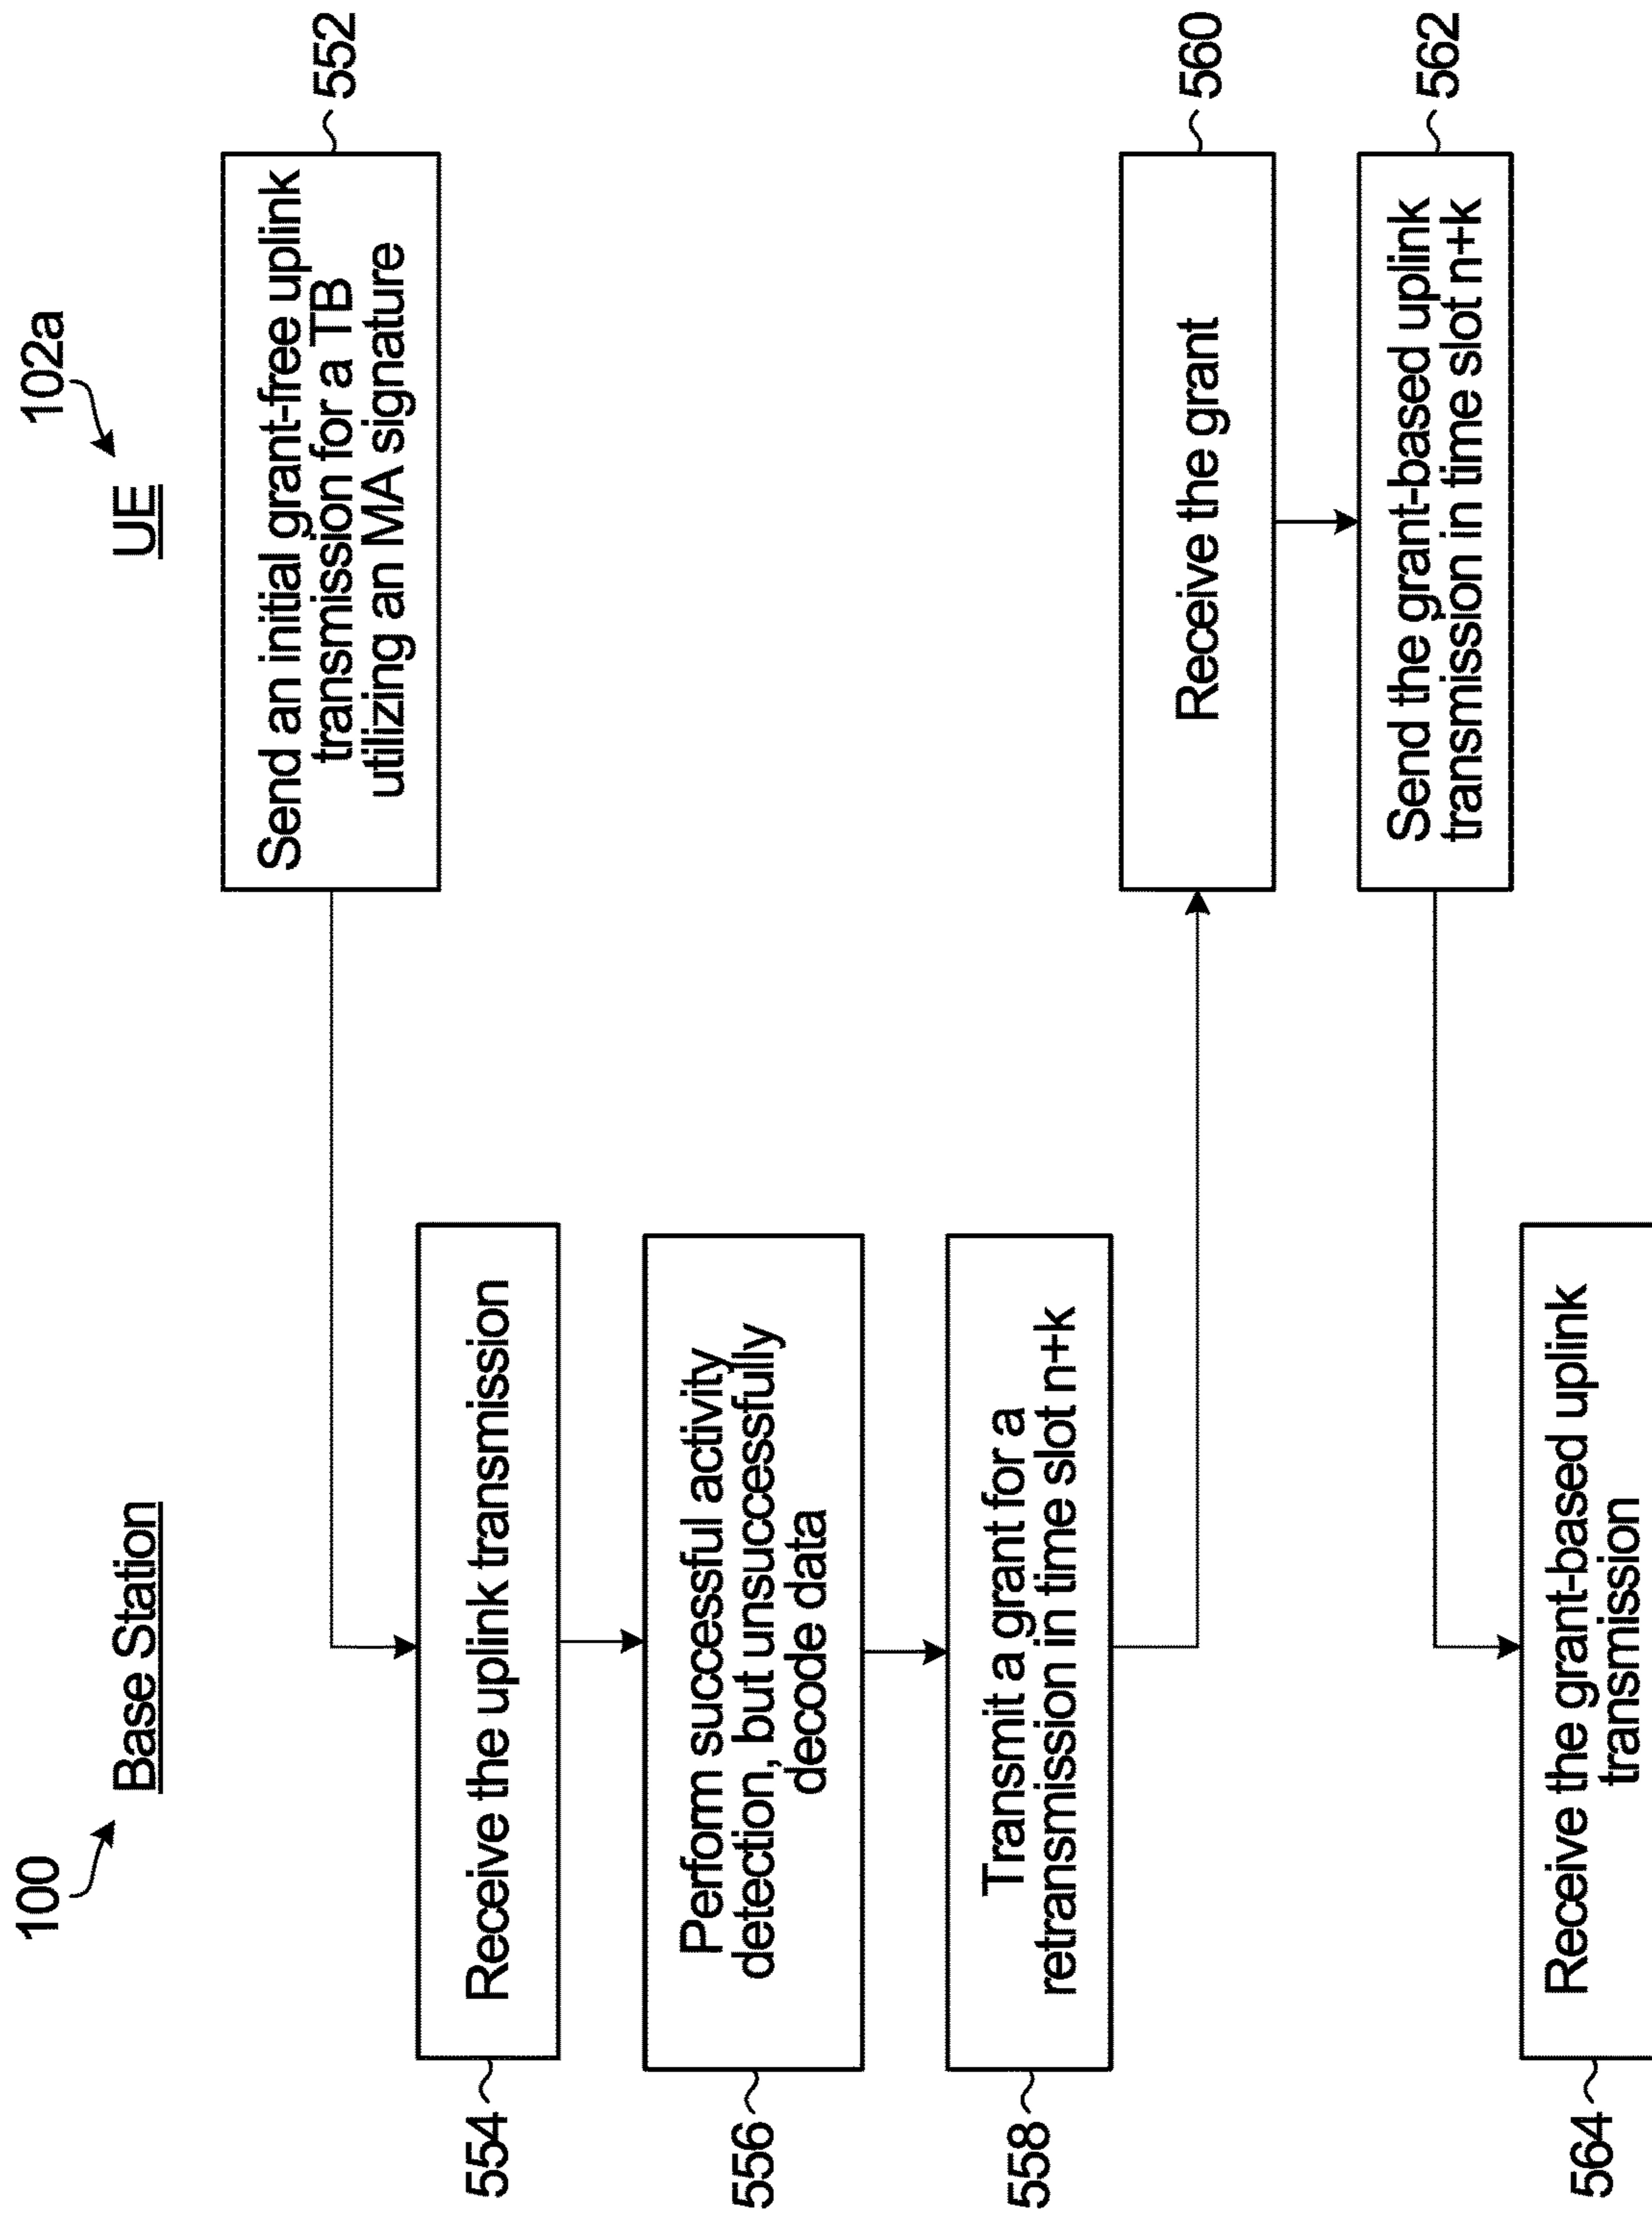 100
Base Station
UE
102a
Send an initial grant-free uplink
transmission for a TB
utilizing an MA signature
552
554
Receive the uplink transmission
556
Perform successful activity
detection, but unsuccessfully
decode data
558
Transmit a grant for a
retransmission in time slot n+k
Receive the grant
560
Send the grant-based uplink
transmission in time slot n+k
562
564
Receive the grant-based uplink
transmission